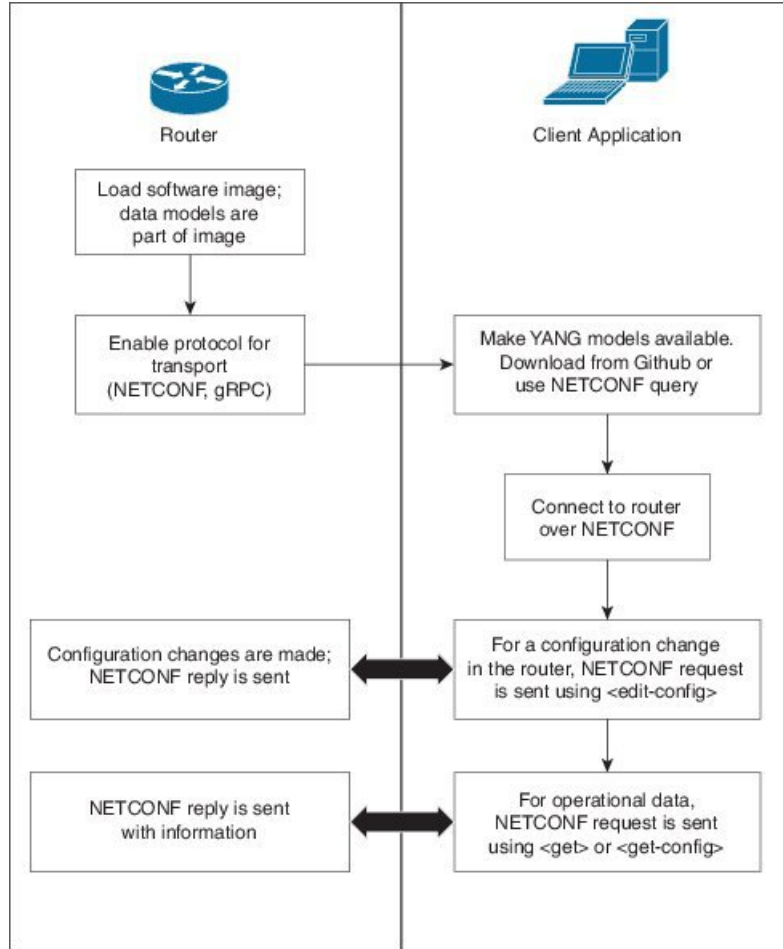 Router
Client Application
Load software image;
data models are
part of image
Enable protocol for
transport
(NETCONF, gRPC)
Make YANG models available.
Download from Github or
use NETCONF query
Connect to router
over NETCONF
Configuration changes are made;
NETCONF reply is sent
For a configuration change
in the router, NETCONF request
is sent using <edit-config>
NETCONF reply is sent
with information
For operational data,
NETCONF request is sent
using <get> or <get-config>